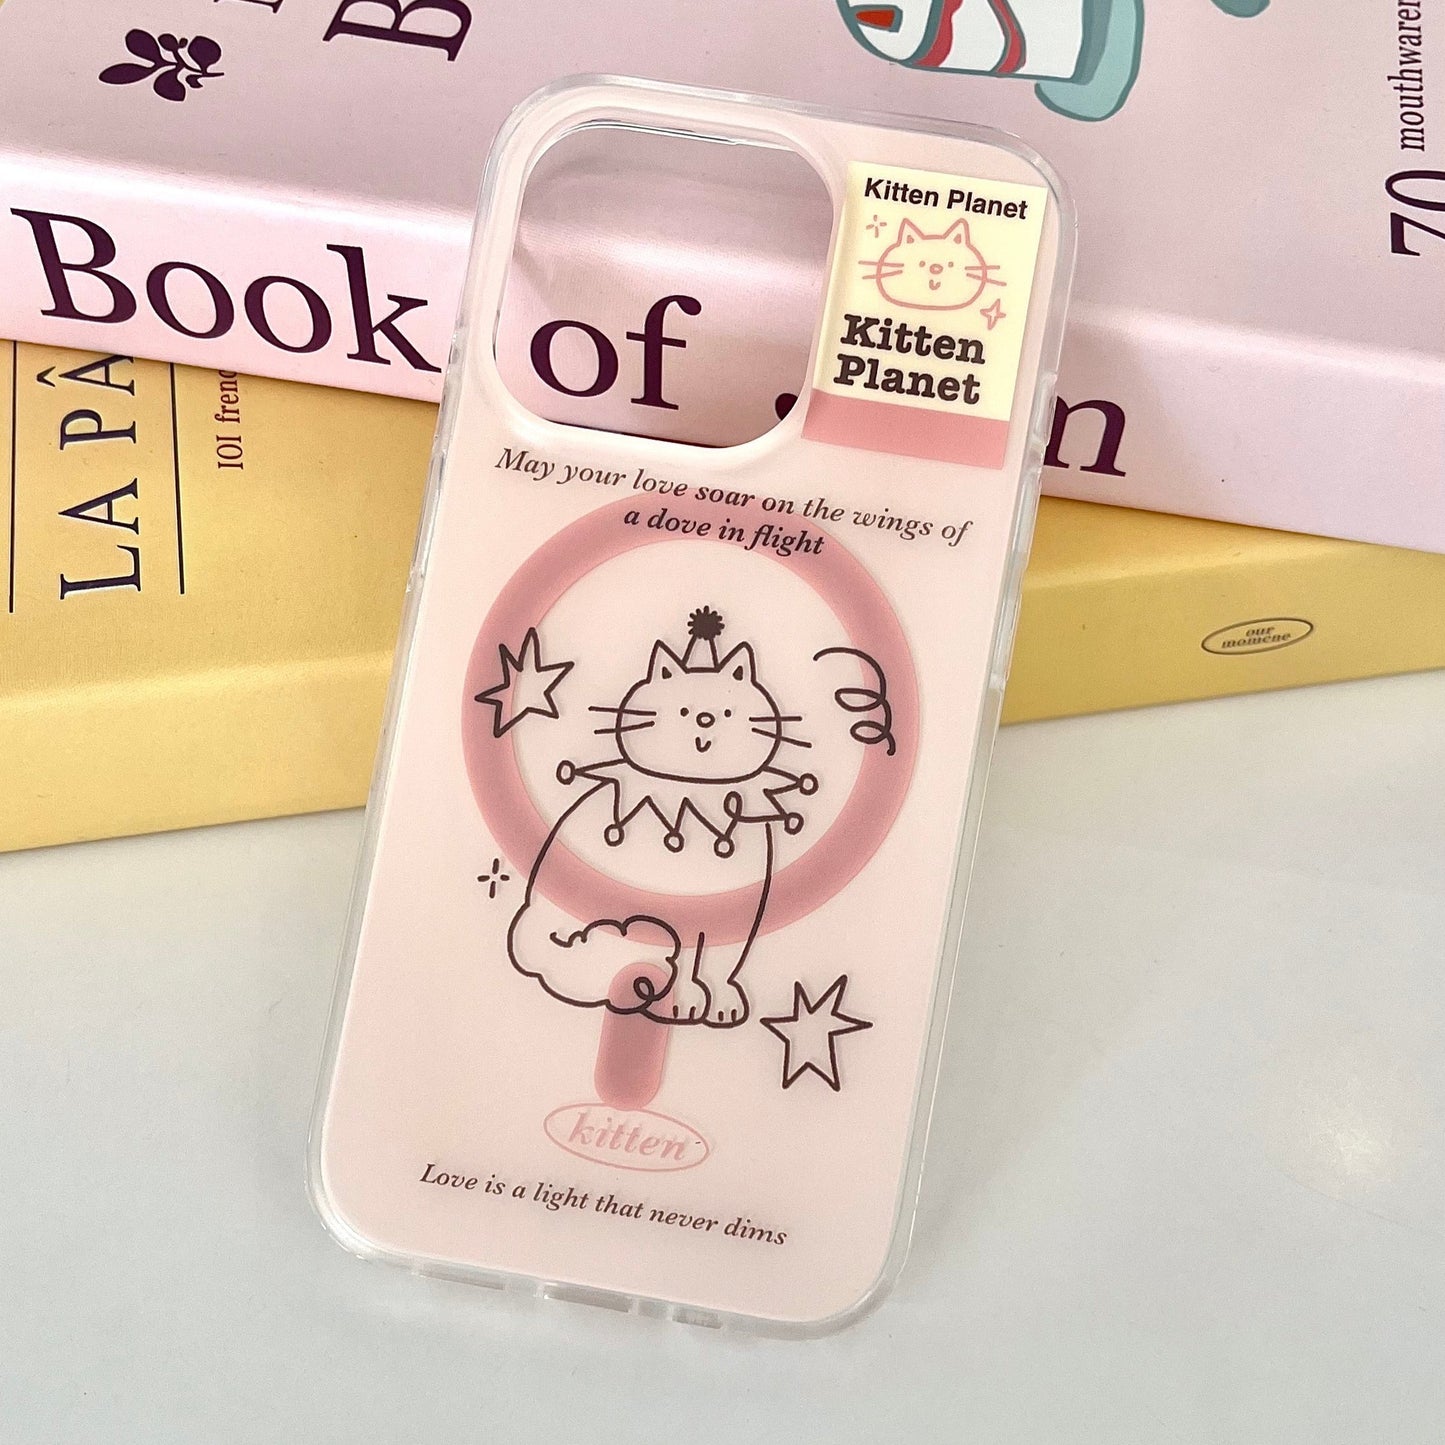 Book of
mouthwaren
70
LA PÂ
101 frenc
our
momene
Kitten Planet
Kitten
Planet
May your love soar on the wings of
a dove in flight
kitten
Love is a light that never dims